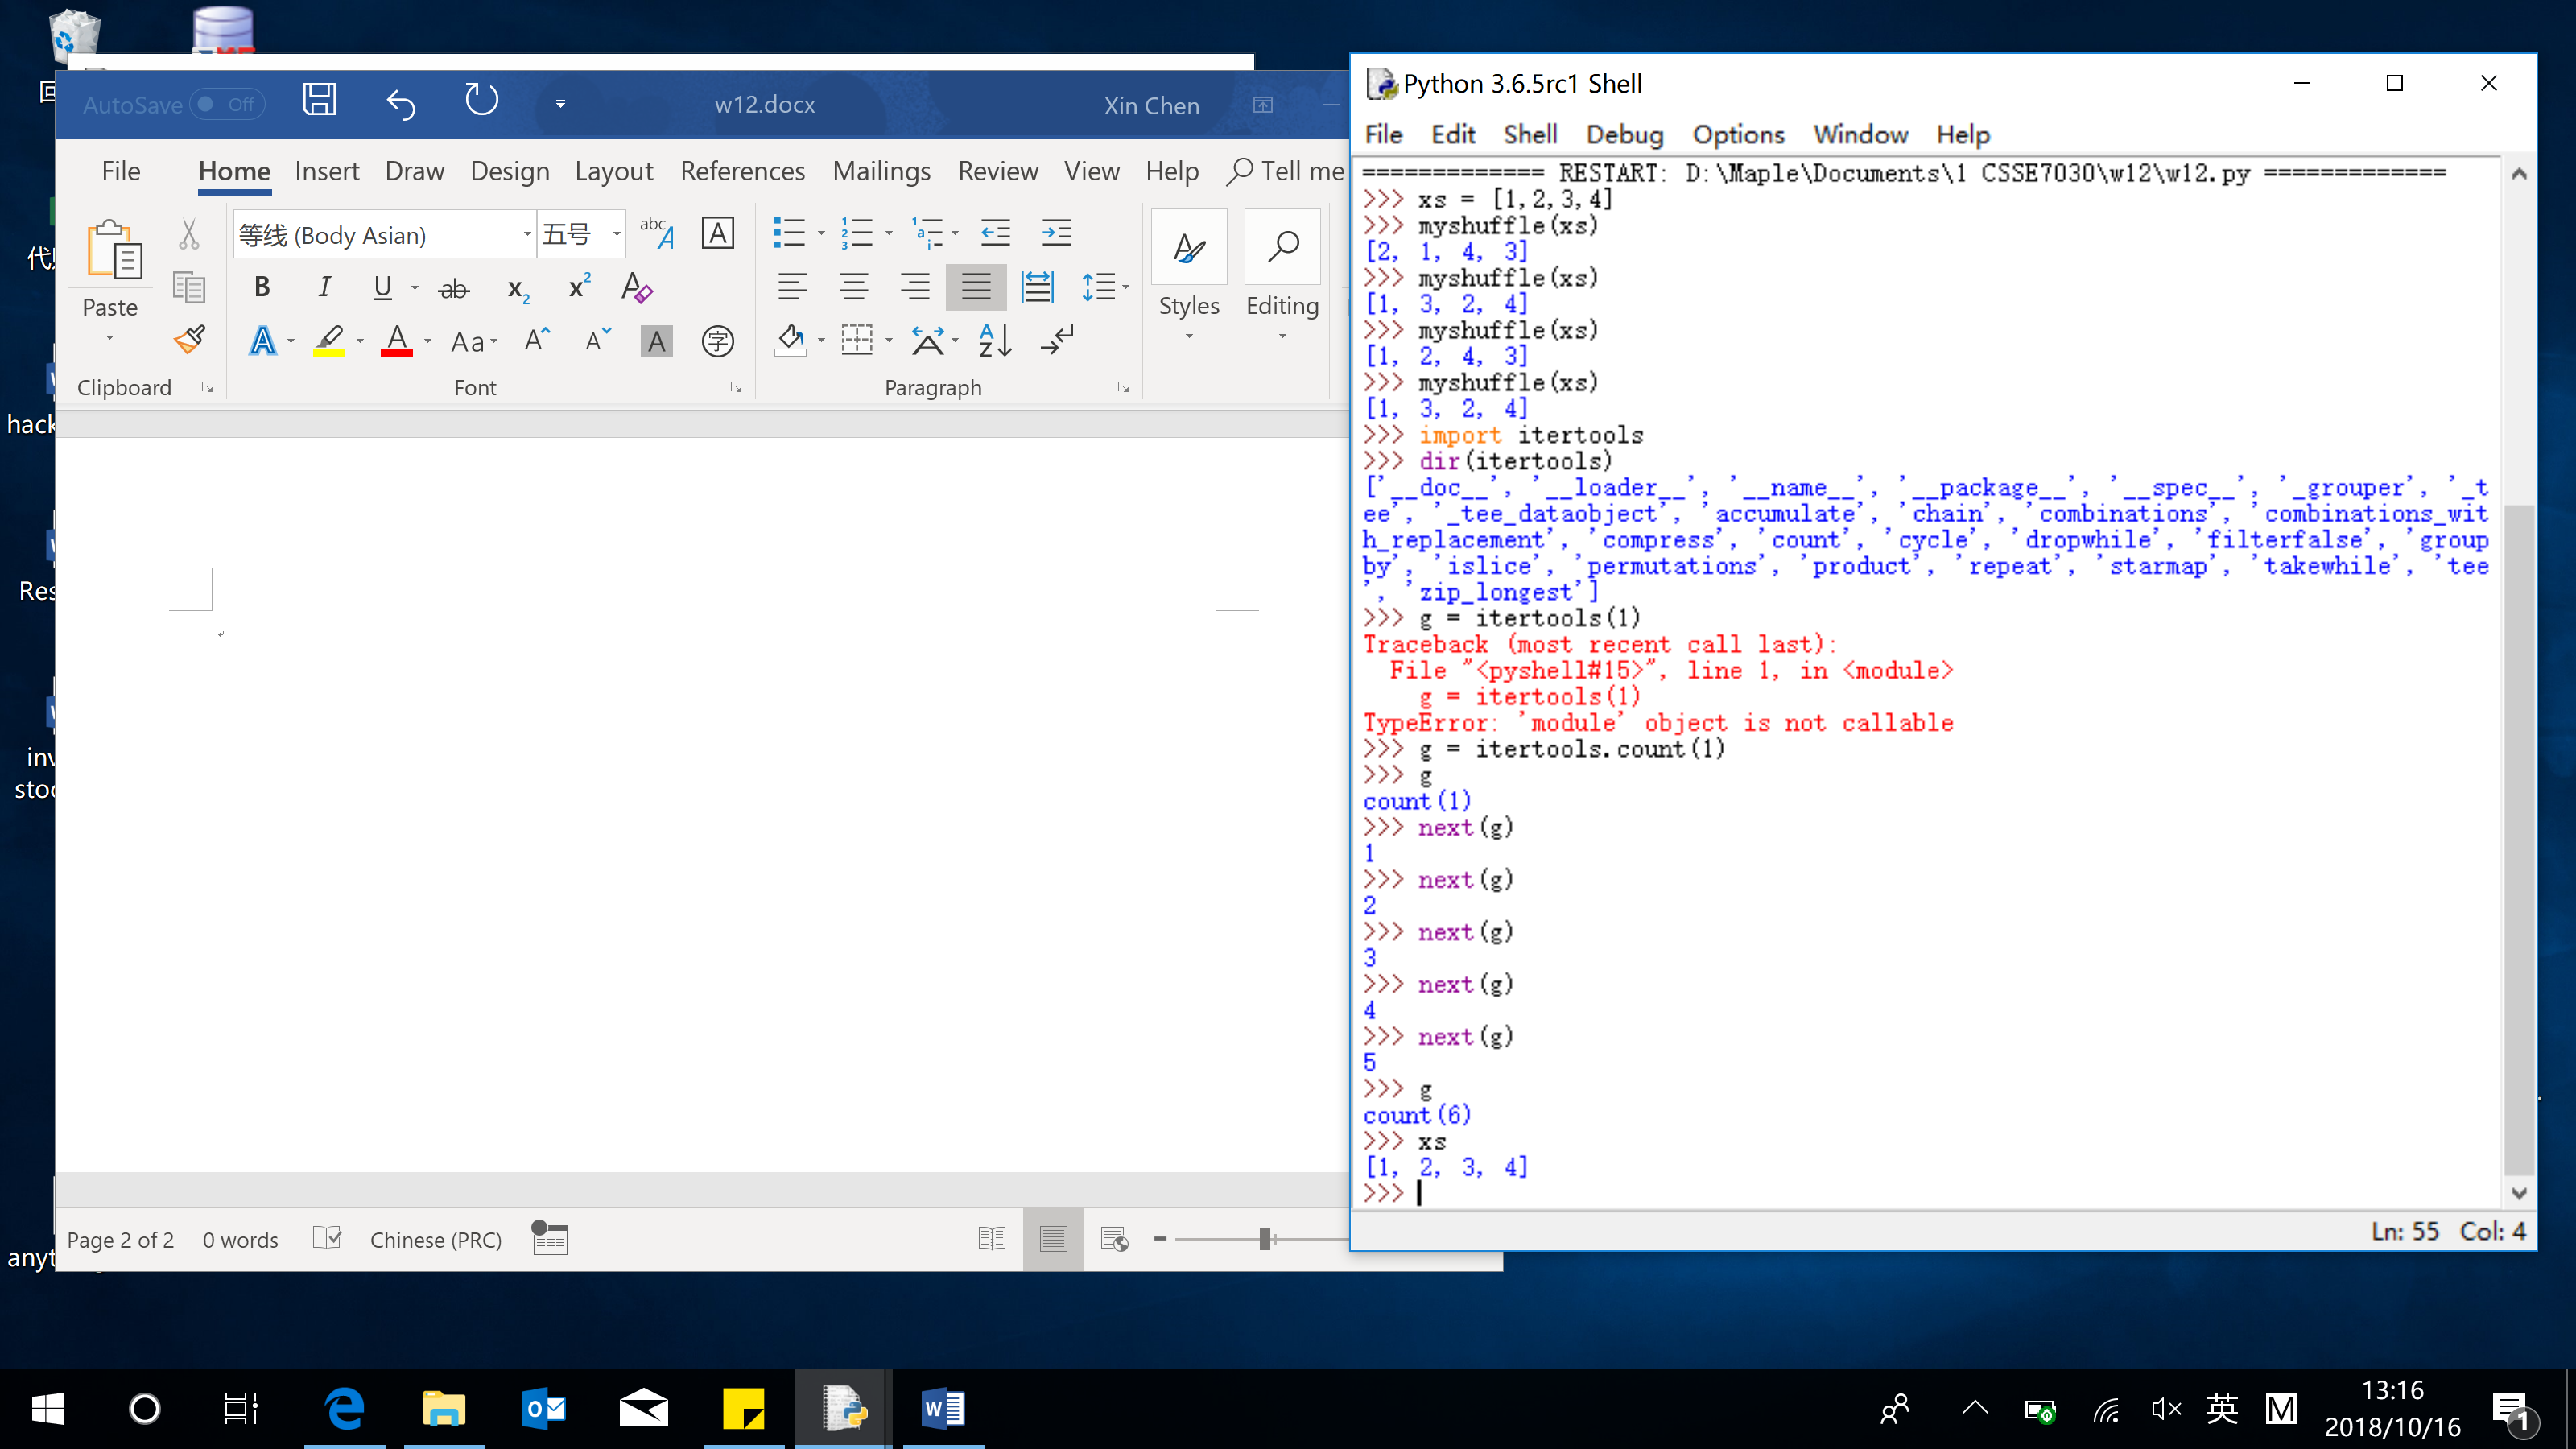 回
代
hack
Res
inv
stoc
anyt
AutoSave Off
w12.docx
Xin Chen
File Home Insert Draw Design Layout References Mailings Review View Help Tell me
Paste
Clipboard
等线 (Body Asian) 五号
Font
Paragraph
Styles
Editing
Page 2 of 2 0 words Chinese (PRC)
Python 3.6.5rc1 Shell
File Edit Shell Debug Options Window Help
============= RESTART: D:\Maple\Documents\1 CSSE7030\w12\w12.py =============
>>> xs = [1,2,3,4]
>>> myshuffle(xs)
[2, 1, 4, 3]
>>> myshuffle(xs)
[1, 3, 2, 4]
>>> myshuffle(xs)
[1, 2, 4, 3]
>>> myshuffle(xs)
[1, 3, 2, 4]
>>> import itertools
>>> dir(itertools)
['__doc__', '__loader__', '__name__', '__package__', '__spec__', '_grouper', '_t
ee', '_tee_dataobject', 'accumulate', 'chain', 'combinations', 'combinations_wit
h_replacement', 'compress', 'count', 'cycle', 'dropwhile', 'filterfalse', 'group
by', 'islice', 'permutations', 'product', 'repeat', 'starmap', 'takewhile', 'tee
', 'zip_longest']
>>> g = itertools(1)
Traceback (most recent call last):
  File "<pyshell#15>", line 1, in <module>
    g = itertools(1)
TypeError: 'module' object is not callable
>>> g = itertools.count(1)
>>> g
count(1)
>>> next(g)
1
>>> next(g)
2
>>> next(g)
3
>>> next(g)
4
>>> next(g)
5
>>> g
count(6)
>>> xs
[1, 2, 3, 4]
>>>
Ln: 55 Col: 4
英
13:16
2018/10/16
1